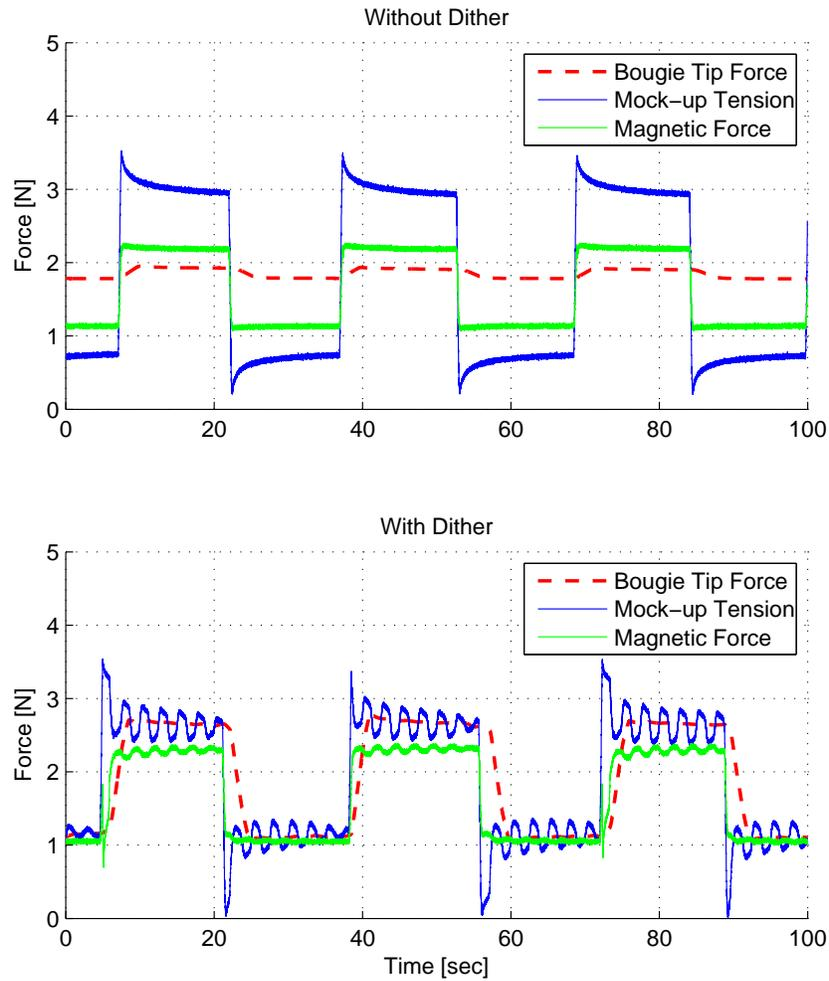 Without Dither
5
4
3
2
1
0
Force [N]
Bougie Tip Force
Mock−up Tension
Magnetic Force
0 20 40 60 80 100
With Dither
5
4
3
2
1
0
Force [N]
Bougie Tip Force
Mock−up Tension
Magnetic Force
0 20 40 60 80 100
Time [sec]